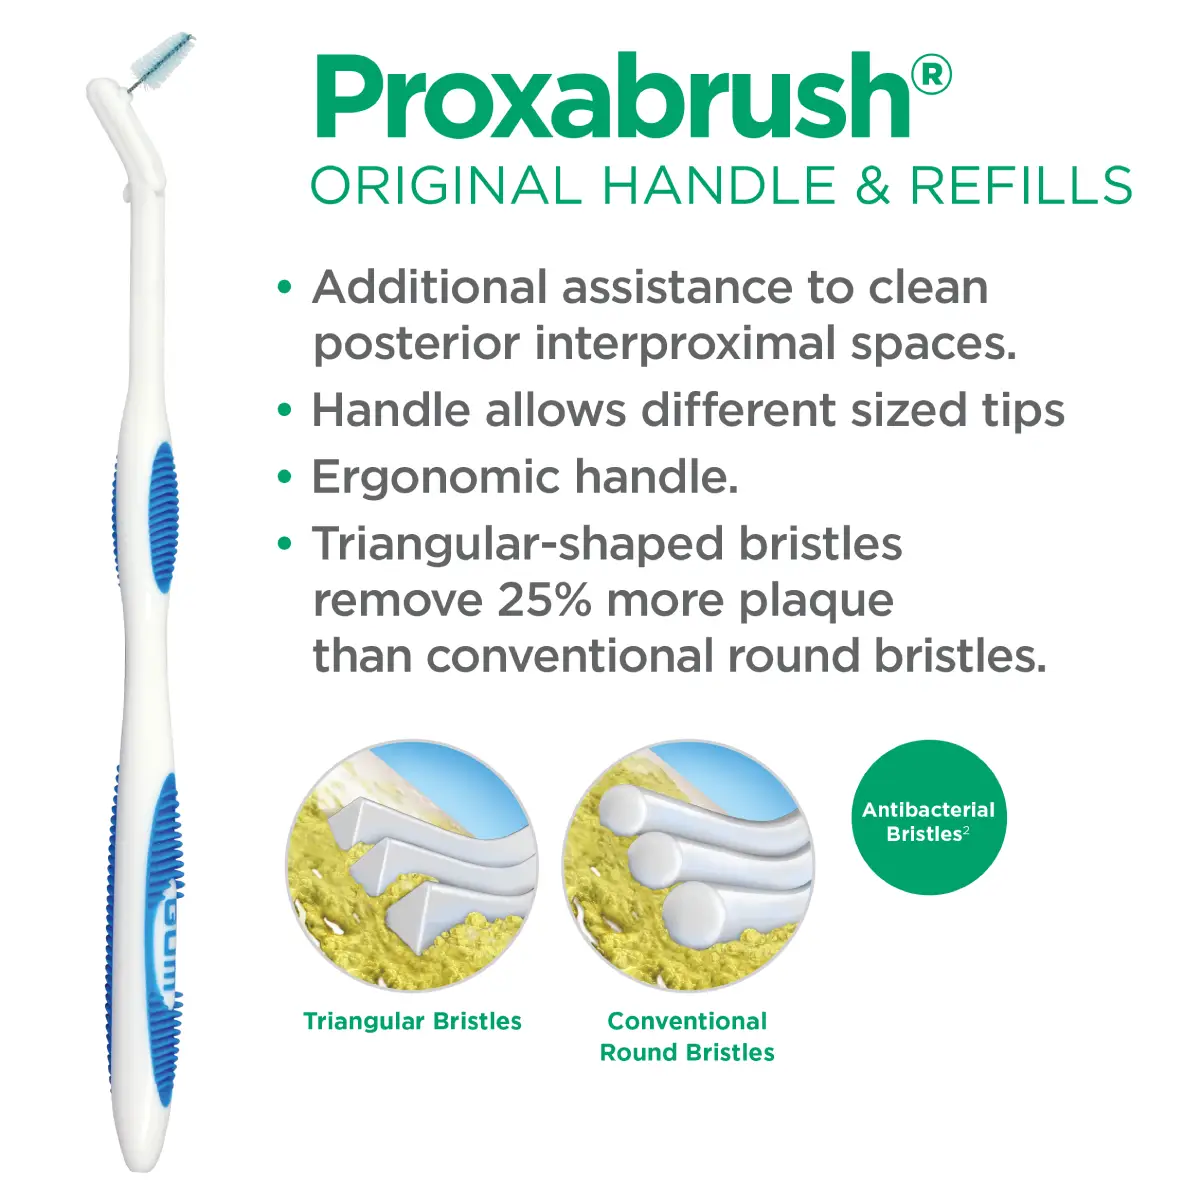 Proxabrush®
ORIGINAL HANDLE & REFILLS
• Additional assistance to clean
posterior interproximal spaces.
• Handle allows different sized tips
• Ergonomic handle.
• Triangular-shaped bristles
remove 25% more plaque
than conventional round bristles.
Antibacterial
Bristles²
GUM
Triangular Bristles
Conventional
Round Bristles